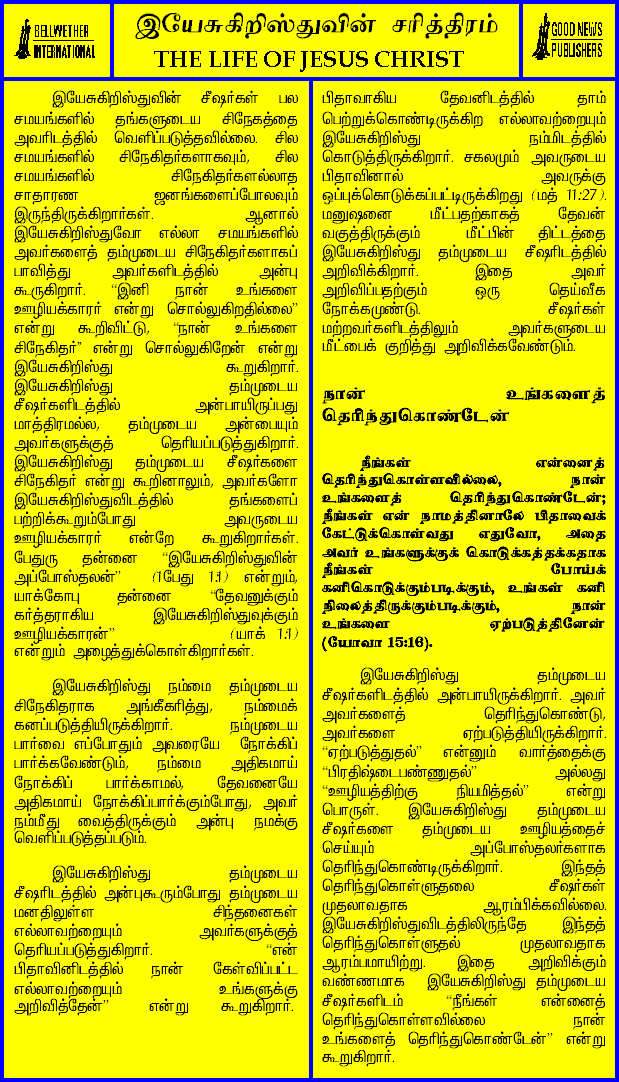 BELLWETHER
INTERNATIONAL
இயேசுகிறிஸ்துவின் சரித்திரம்
THE LIFE OF JESUS CHRIST
GOOD NEWS
PUBLISHERS
இயேசுகிறிஸ்துவின் சீஷர்கள் பல
சமயங்களில் தங்களுடைய சிநேகத்தை
அவரிடத்தில் வெளிப்படுத்தவில்லை. சில
சமயங்களில் சிநேகிதர்களாகவும், சில
சமயங்களில் சிநேகிதர்களல்லாத
சாதாரண ஜனங்களைப்போலவும்
இருந்திருக்கிறார்கள். ஆனால்
இயேசுகிறிஸ்துவோ எல்லா சமயங்களில்
அவர்களைத் தம்முடைய சிநேகிதர்களாகப்
பாவித்து அவர்களிடத்தில் அன்பு
கூருகிறார். "இனி நான் உங்களை
ஊழியக்காரர் என்று சொல்லுகிறதில்லை"
என்று கூறிவிட்டு, "நான் உங்களை
சிநேகிதர்" என்று சொல்லுகிறேன் என்று
இயேசுகிறிஸ்து கூறுகிறார்.
இயேசுகிறிஸ்து தம்முடைய
சீஷர்களிடத்தில் அன்பாயிருப்பது
மாத்திரமல்ல, தம்முடைய அன்பையும்
அவர்களுக்குத் தெரியப்படுத்துகிறார்.
இயேசுகிறிஸ்து தம்முடைய சீஷர்களை
சிநேகிதர் என்று கூறினாலும், அவர்களோ
இயேசுகிறிஸ்துவிடத்தில் தங்களைப்
பற்றிக்கூறும்போது அவருடைய
ஊழியக்காரர் என்றே கூறுகிறார்கள்.
பேதுரு தன்னை "இயேசுகிறிஸ்துவின்
அப்போஸ்தலன்" (1பேது 1:1) என்றும்,
யாக்கோபு தன்னை "தேவனுக்கும்
கர்த்தராகிய இயேசுகிறிஸ்துவுக்கும்
ஊழியக்காரன்" (யாக் 1:1)
என்றும் அழைத்துக்கொள்கிறார்கள்.
இயேசுகிறிஸ்து நம்மை தம்முடைய
சிநேகிதராக அங்கீகரித்து, நம்மைக்
கனப்படுத்தியிருக்கிறார். நம்முடைய
பார்வை எப்போதும் அவரையே நோக்கிப்
பார்க்கவேண்டும், நம்மை அதிகமாய்
நோக்கிப் பார்க்காமல், தேவனையே
அதிகமாய் நோக்கிப்பார்க்கும்போது, அவர்
நம்மீது வைத்திருக்கும் அன்பு நமக்கு
வெளிப்படுத்தப்படும்.
இயேசுகிறிஸ்து தம்முடைய
சீஷரிடத்தில் அன்புகூரும்போது தம்முடைய
மனதிலுள்ள சிந்தனைகள்
எல்லாவற்றையும் அவர்களுக்குத்
தெரியப்படுத்துகிறார். "என்
பிதாவினிடத்தில் நான் கேள்விப்பட்ட
எல்லாவற்றையும் உங்களுக்கு
அறிவித்தேன்" என்று கூறுகிறார்.
பிதாவாகிய தேவனிடத்தில் தாம்
பெற்றுக்கொண்டிருக்கிற எல்லாவற்றையும்
இயேசுகிறிஸ்து நம்மிடத்தில்
கொடுத்திருக்கிறார். சகலமும் அவருடைய
பிதாவினால் அவருக்கு
ஒப்புக்கொடுக்கப்பட்டிருக்கிறது (மத் 11:27).
மனுஷனை மீட்பதற்காகத் தேவன்
வகுத்திருக்கும் மீட்பின் திட்டத்தை
இயேசுகிறிஸ்து தம்முடைய சீஷரிடத்தில்
அறிவிக்கிறார். இதை அவர்
அறிவிப்பதற்கும் ஒரு தெய்வீக
நோக்கமுண்டு. சீஷர்கள்
மற்றவர்களிடத்திலும் அவர்களுடைய
மீட்பைக் குறித்து அறிவிக்கவேண்டும்.
நான் உங்களைத்
தெரிந்துகொண்டேன்
நீங்கள் என்னைத்
தெரிந்துகொள்ளவில்லை, நான்
உங்களைத் தெரிந்துகொண்டேன்;
நீங்கள் என் நாமத்தினாலே பிதாவைக்
கேட்டுக்கொள்வது எதுவோ, அதை
அவர் உங்களுக்குக் கொடுக்கத்தக்கதாக
நீங்கள் போய்க்
கனிகொடுக்கும்படிக்கும், உங்கள் கனி
நிலைத்திருக்கும்படிக்கும், நான்
உங்களை ஏற்படுத்தினேன்
(யோவா 15:16).
இயேசுகிறிஸ்து தம்முடைய
சீஷர்களிடத்தில் அன்பாயிருக்கிறார். அவர்
அவர்களைத் தெரிந்துகொண்டு,
அவர்களை ஏற்படுத்தியிருக்கிறார்.
"ஏற்படுத்துதல்" என்னும் வார்த்தைக்கு
"பிரதிஷ்டைபண்ணுதல்" அல்லது
"ஊழியத்திற்கு நியமித்தல்" என்று
பொருள். இயேசுகிறிஸ்து தம்முடைய
சீஷர்களை தம்முடைய ஊழியத்தைச்
செய்யும் அப்போஸ்தலர்களாக
தெரிந்துகொண்டிருக்கிறார். இந்தத்
தெரிந்துகொள்ளுதலை சீஷர்கள்
முதலாவதாக ஆரம்பிக்கவில்லை.
இயேசுகிறிஸ்துவிடத்திலிருந்தே இந்தத்
தெரிந்துகொள்ளுதல் முதலாவதாக
ஆரம்பமாயிற்று. இதை அறிவிக்கும்
வண்ணமாக இயேசுகிறிஸ்து தம்முடைய
சீஷர்களிடம் "நீங்கள் என்னைத்
தெரிந்துகொள்ளவில்லை நான்
உங்களைத் தெரிந்துகொண்டேன்" என்று
கூறுகிறார்.